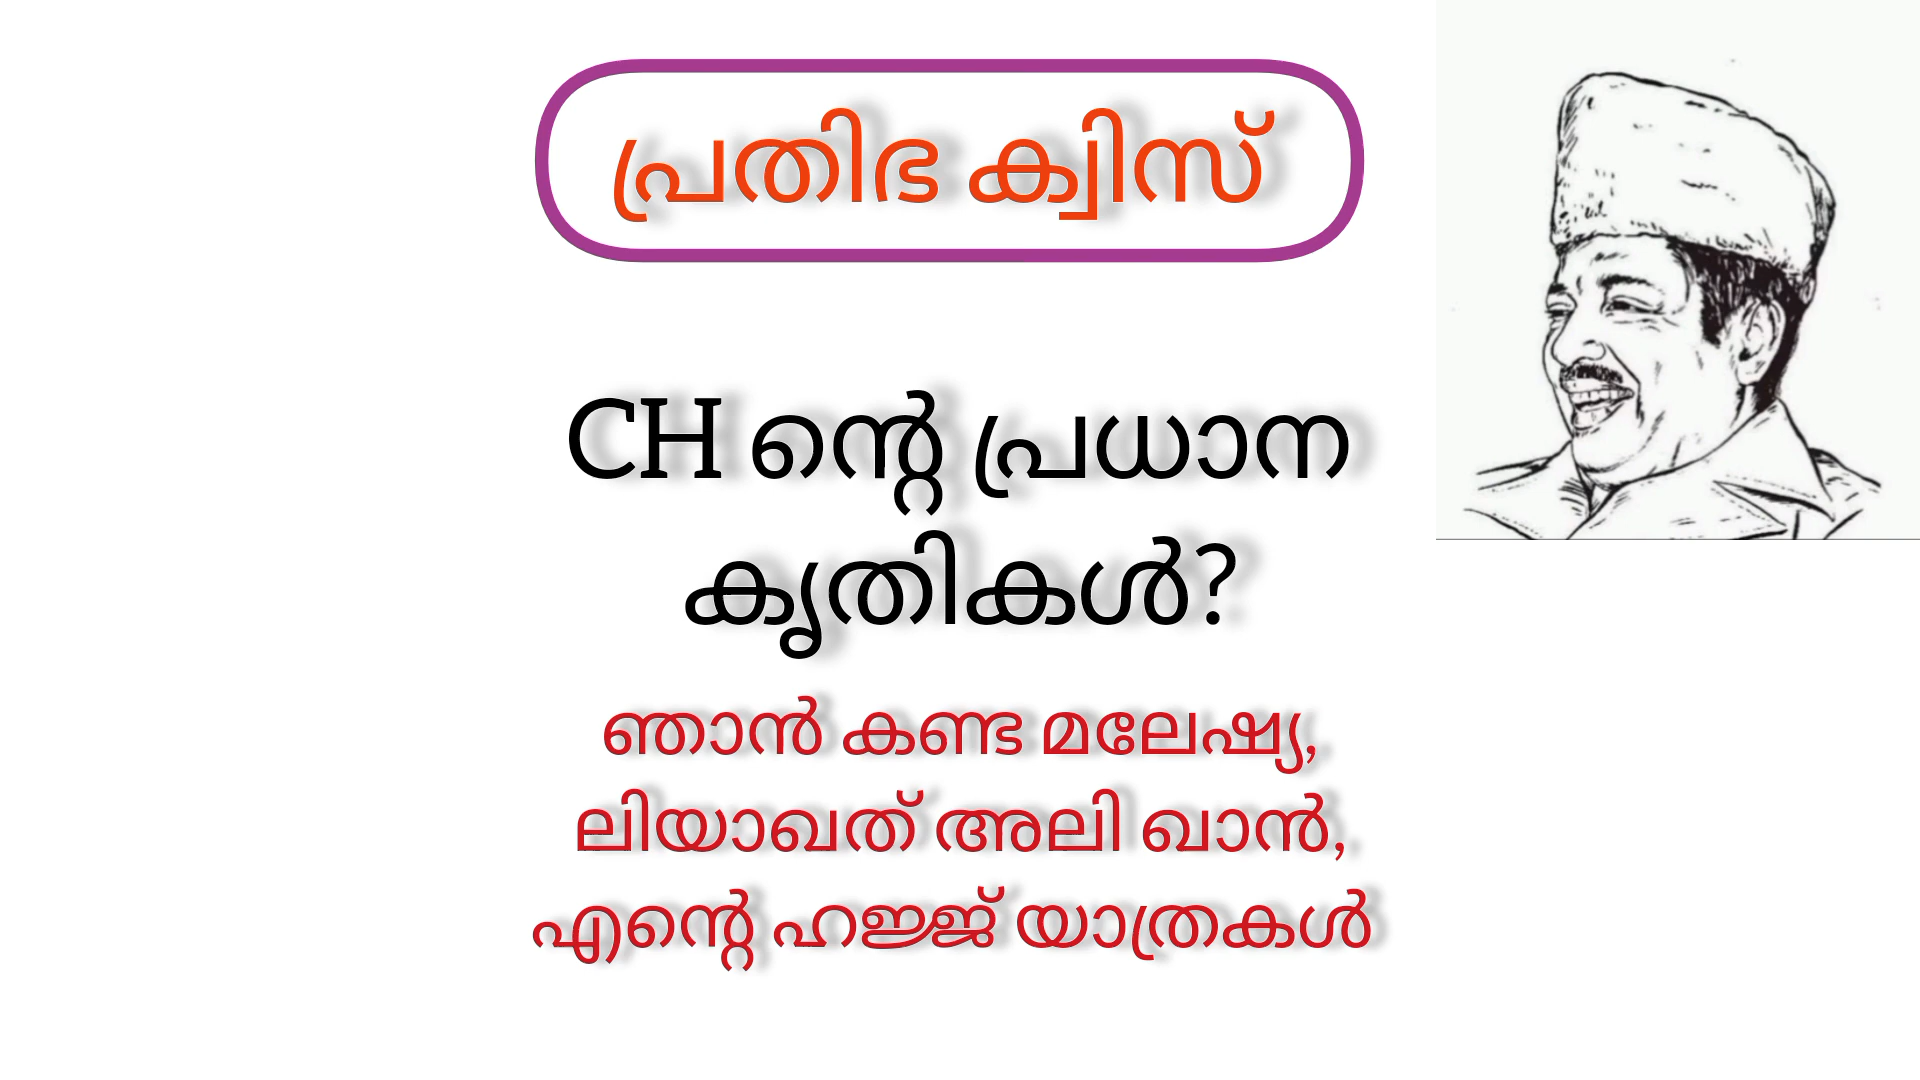 പ്രതിഭ ക്വിസ്
CH ന്റെ പ്രധാന
കൃതികൾ?
ഞാൻ കണ്ട മലേഷ്യ,
ലിയാഖത് അലി ഖാൻ,
എന്റെ ഹജ്ജ് യാത്രകൾ